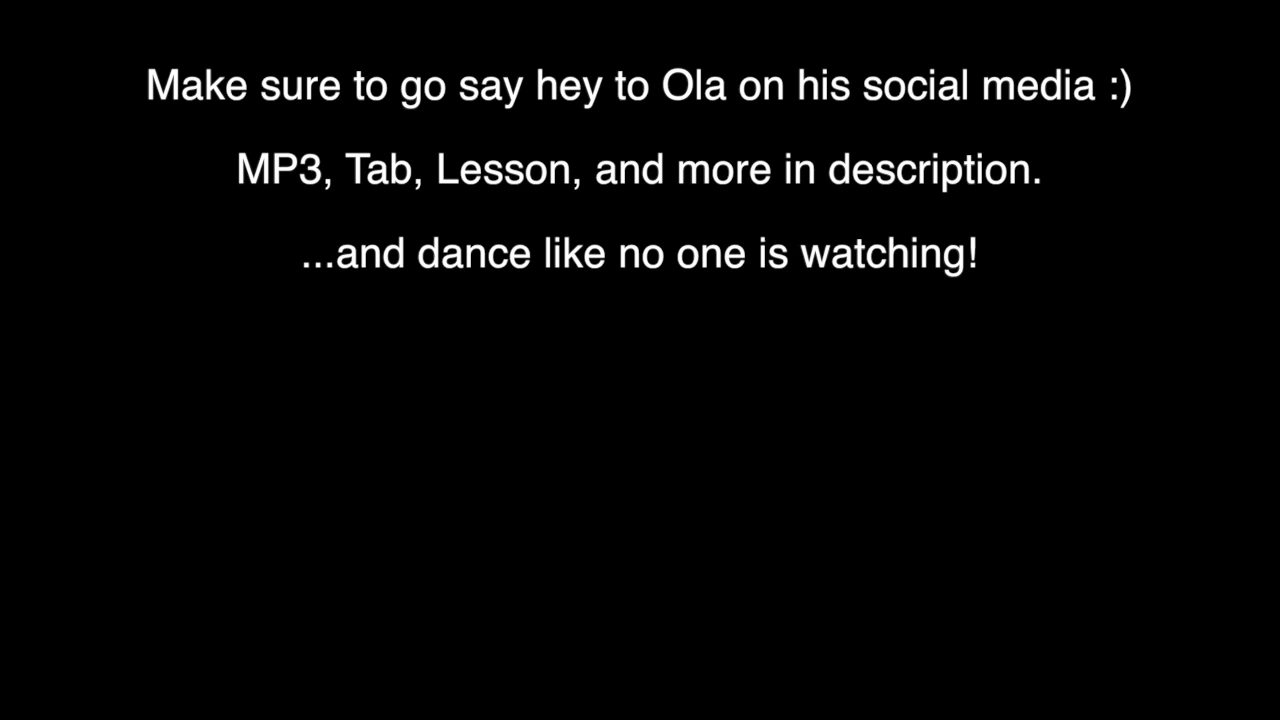 Make sure to go say hey to Ola on his social media :)
MP3, Tab, Lesson, and more in description.
...and dance like no one is watching!